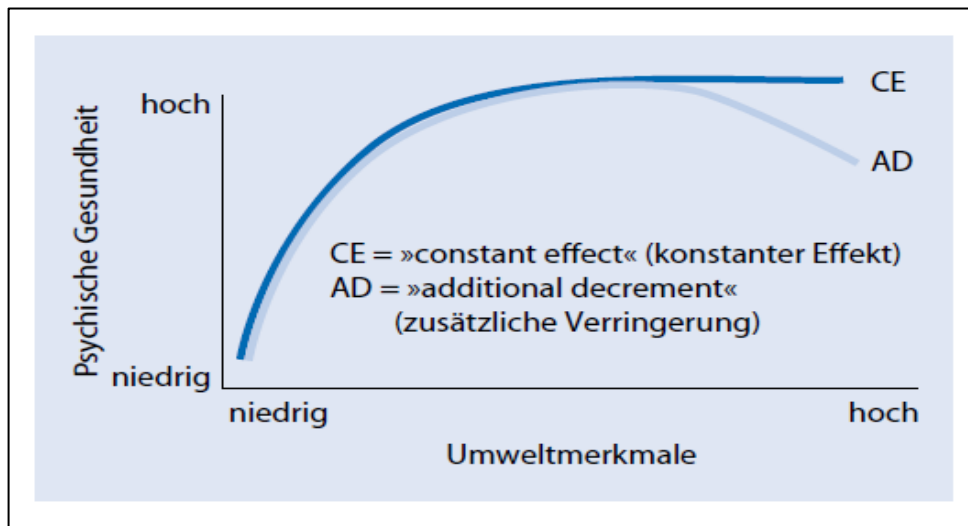 hoch
CE
AD
Psychische Gesundheit
CE = »constant effect« (konstanter Effekt)
AD = »additional decrement«
(zusätzliche Verringerung)
niedrig
niedrig
hoch
Umweltmerkmale